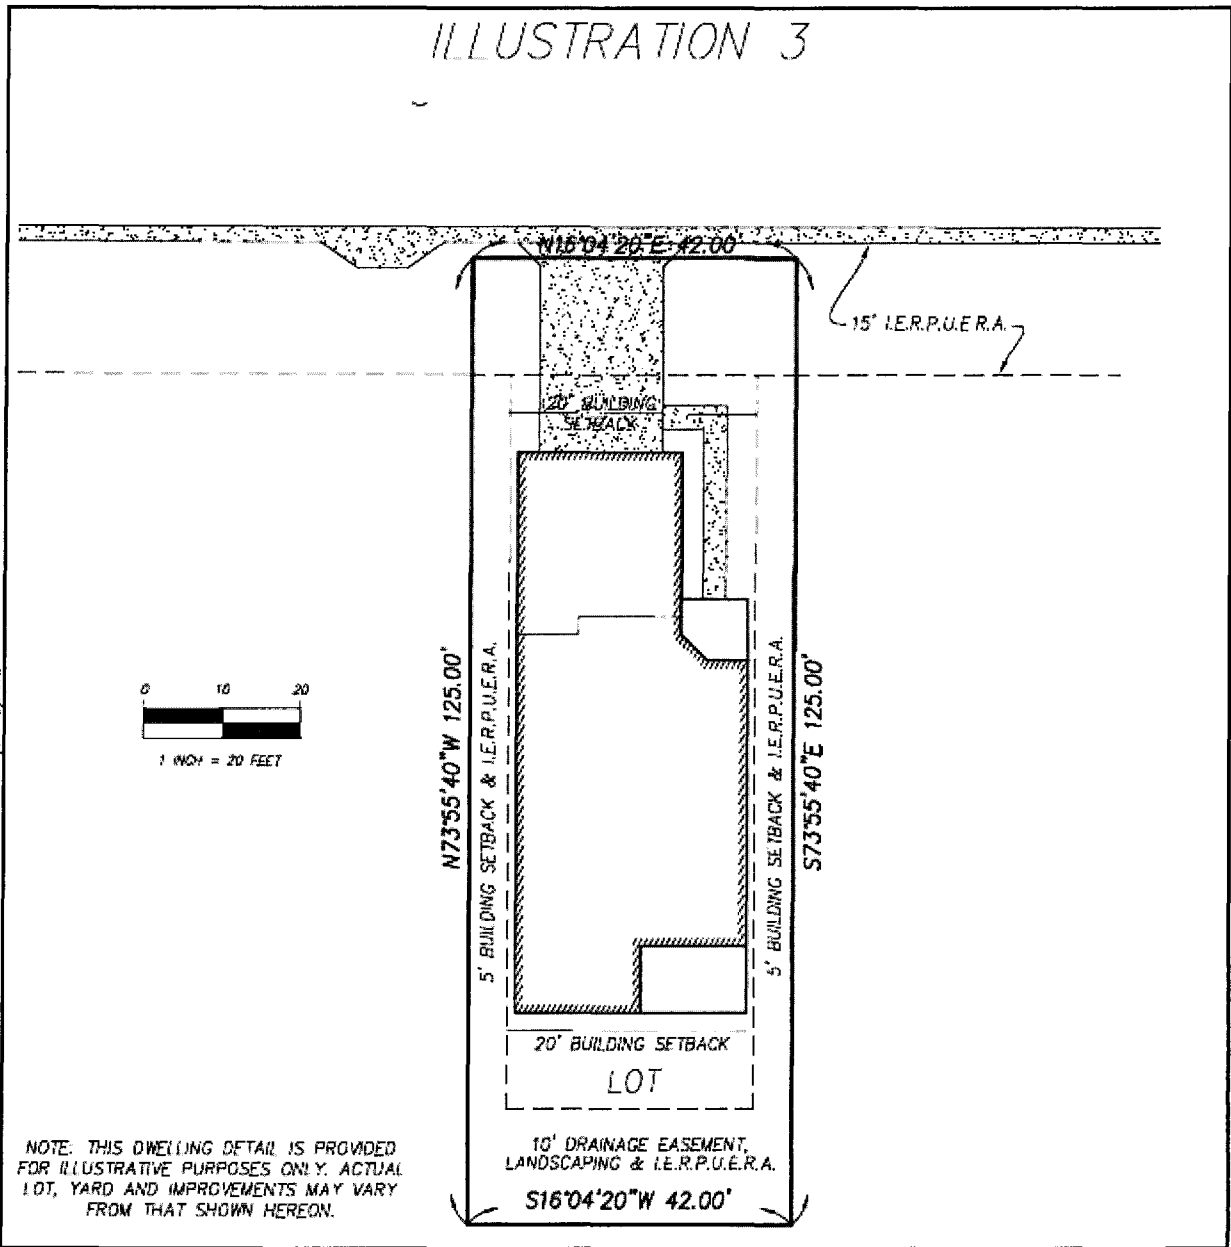 ILLUSTRATION 3
N16°04'20"E 42.00'
15' I.E.R.P.U.E.R.A.
20' BUILDING
SETBACK
N73°55'40"W 125.00'
5' BUILDING SETBACK & I.E.R.P.U.E.R.A.
5' BUILDING SETBACK & I.E.R.P.U.E.R.A.
S73°55'40"E 125.00'
0 10 20
1 INCH = 20 FEET
20' BUILDING SETBACK
LOT
10' DRAINAGE EASEMENT,
LANDSCAPING & I.E.R.P.U.E.R.A.
S16°04'20"W 42.00'
NOTE: THIS DWELLING DETAIL IS PROVIDED
FOR ILLUSTRATIVE PURPOSES ONLY. ACTUAL
LOT, YARD AND IMPROVEMENTS MAY VARY
FROM THAT SHOWN HEREON.